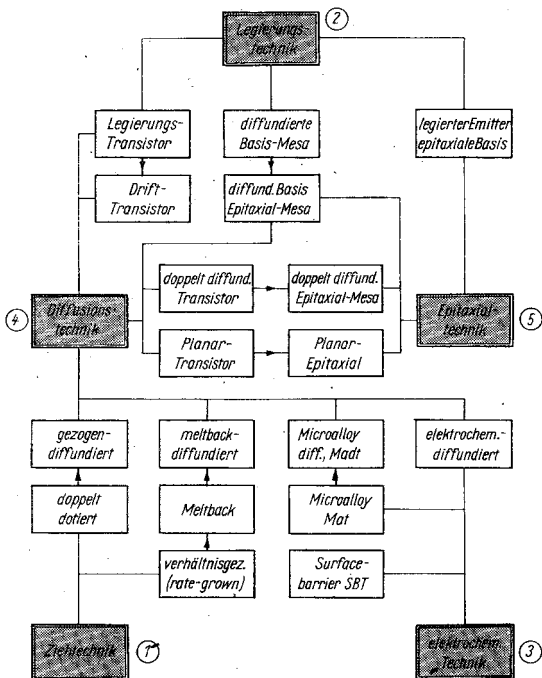 2
Legierungs-
technik
Legierungs-
Transistor
diffundierte
Basis-Mesa
legierterEmitter
epitaxialeBasis
Drift-
Transistor
diffund.Basis
Epitaxial-Mesa
doppelt diffund.
Transistor
doppelt diffund.
Epitaxial-Mesa
4
Diffusions-
technik
Epitaxial-
technik
5
Planar-
Transistor
Planar-
Epitaxial
gezogen-
diffundiert
meltback-
diffundiert
Microalloy
diff., Madt
elektrochem.-
diffundiert
doppelt
dotiert
Meltback
Microalloy
Mat
verhältnisgez.
(rate-grown)
Surface-
barrier SBT
Ziehtechnik
1
elektrochem.
Technik
3